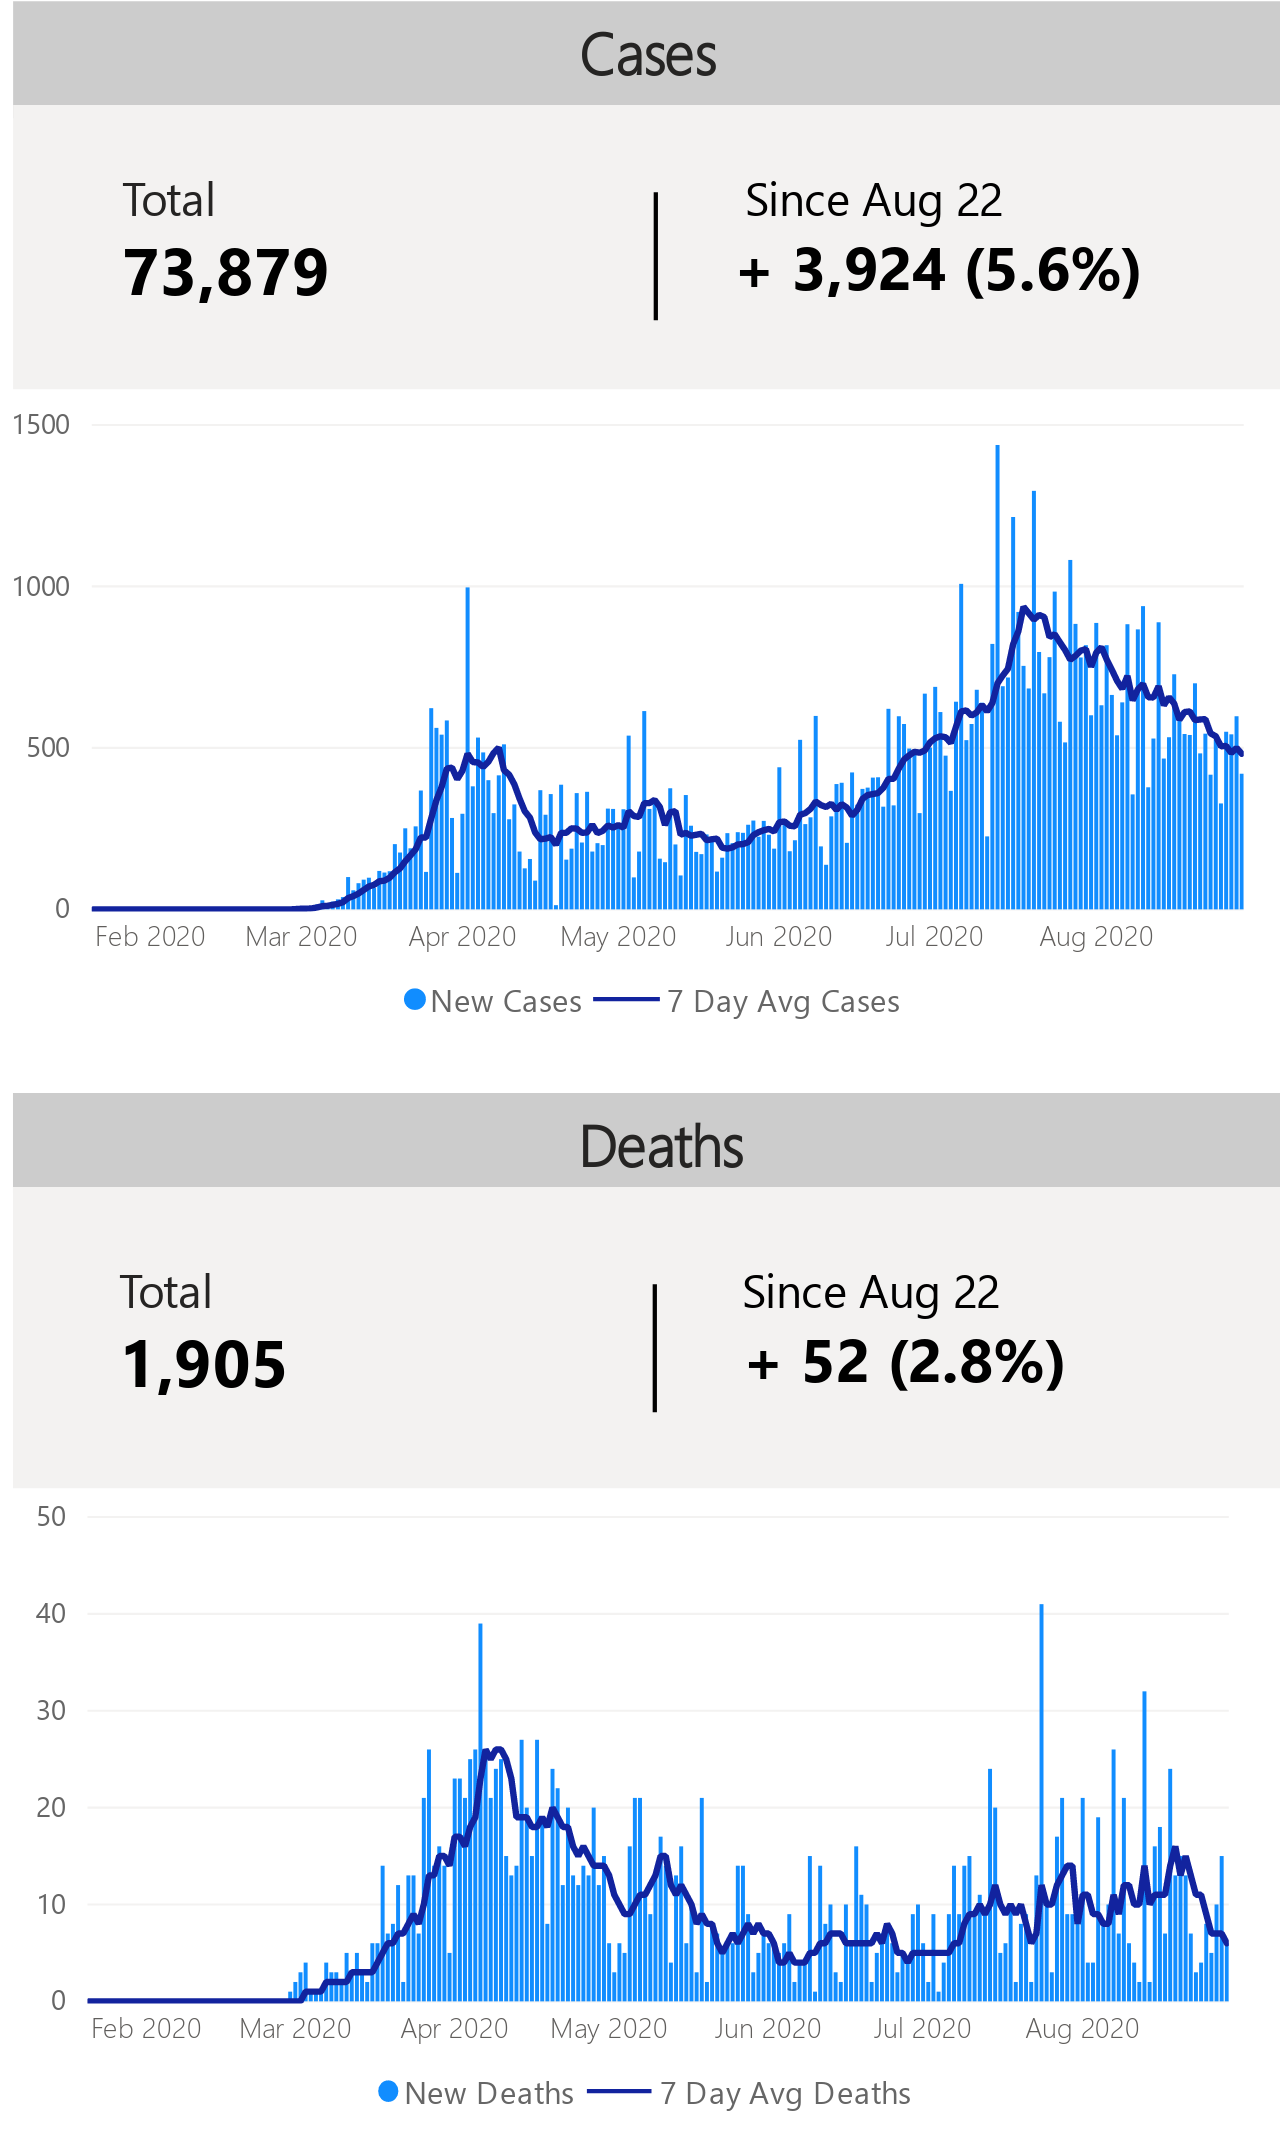 Cases
Total
Since Aug 22
73,879
+ 3,924 (5.6%)
1500
1000
500
0
Feb 2020 Mar 2020 Apr 2020 May 2020 Jun 2020 Jul 2020 Aug 2020
New Cases 7 Day Avg Cases
Deaths
Total
Since Aug 22
1,905
+ 52 (2.8%)
50
40
30
20
10
0
Feb 2020 Mar 2020 Apr 2020 May 2020 Jun 2020 Jul 2020 Aug 2020
New Deaths 7 Day Avg Deaths